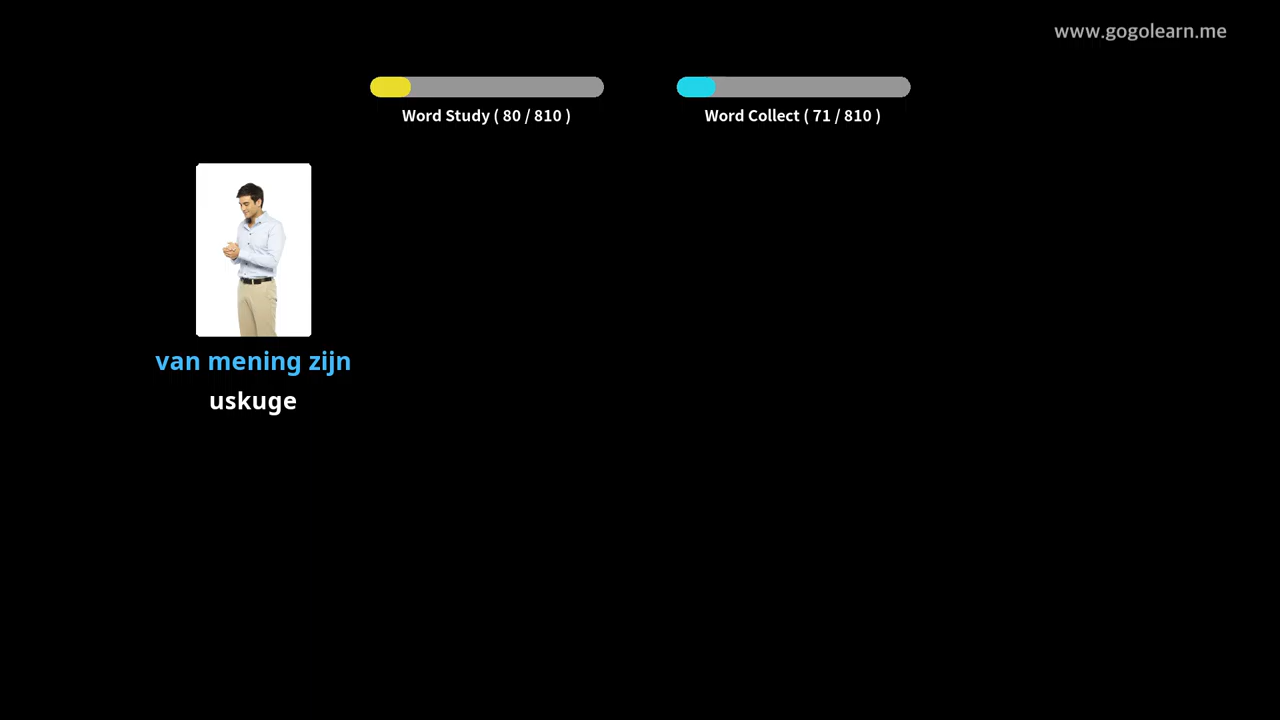 www.gogolearn.me
Word Study ( 80 / 810 )
Word Collect ( 71 / 810 )
van mening zijn
uskuge